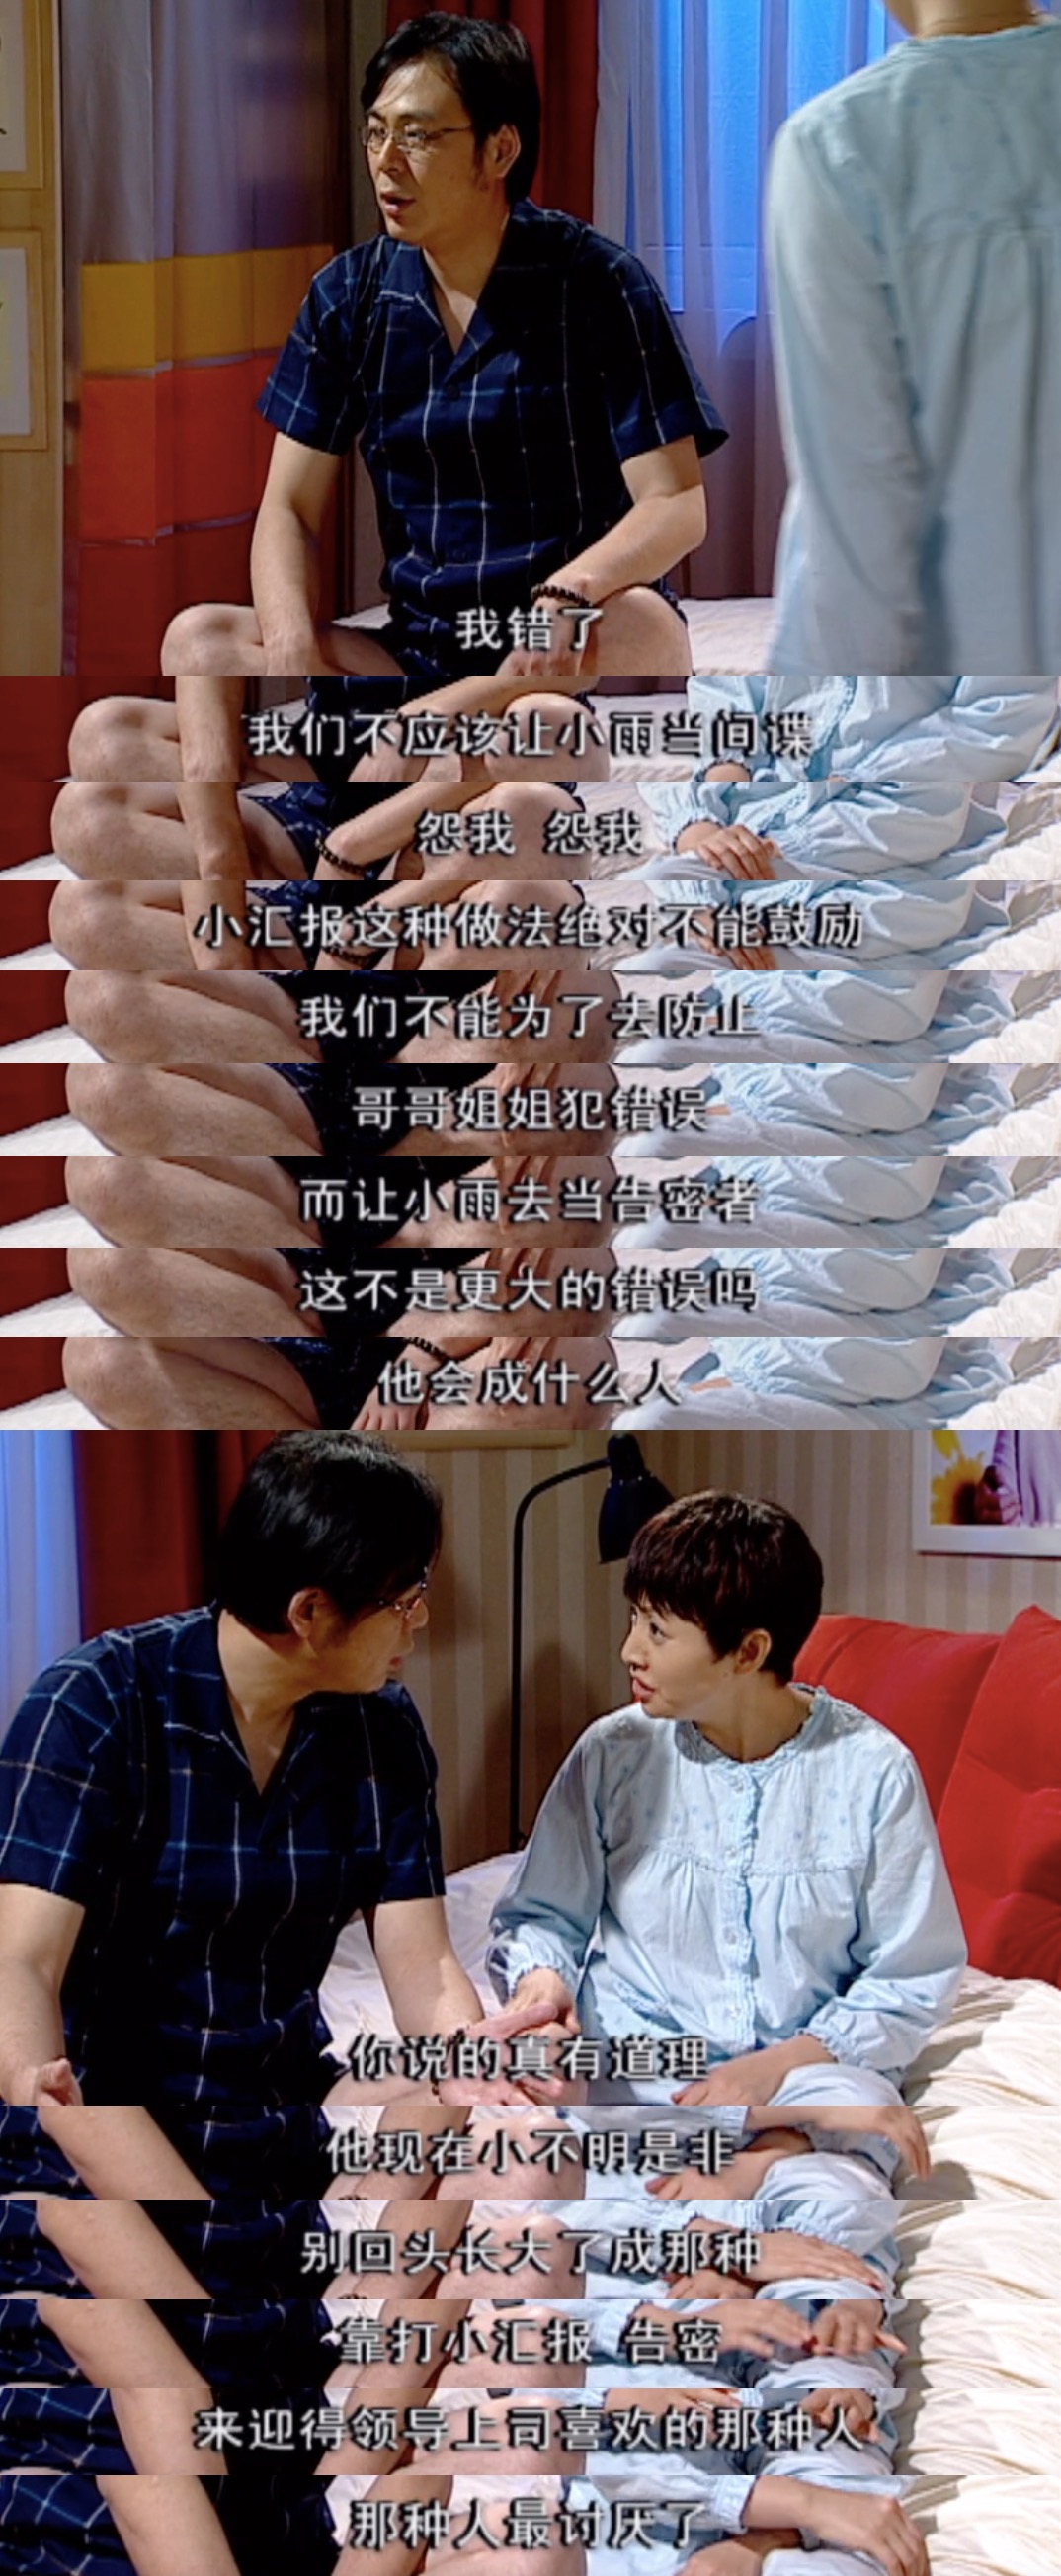 我错了
我们不应该让小雨当间谍
怨我 怨我
小汇报这种做法绝对不能鼓励
我们不能为了去防止
哥哥姐姐犯错误
而让小雨去当告密者
这不是更大的错误吗
他会成什么人
你说的真有道理
他现在小不明是非
别回头长大了成那种
靠打小汇报 告密
来迎得领导上司喜欢的那种人
那种人最讨厌了